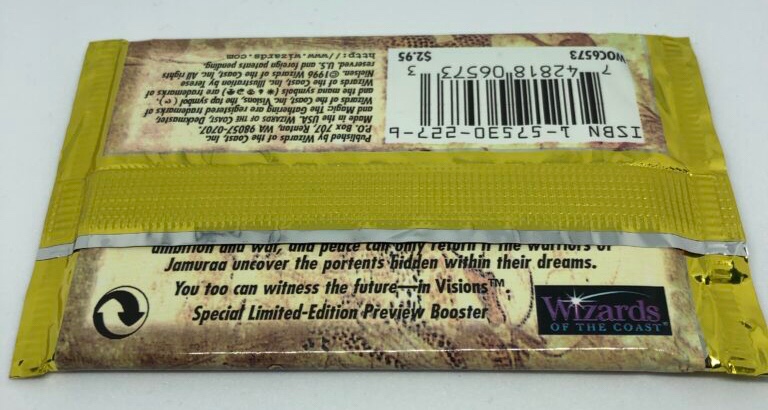 Published by Wizards of the Coast, Inc.
P.O. Box 707, Renton, WA 98057-0707.
Made in the USA. WIZARDS OF THE COAST, Deckmaster,
and Magic: The Gathering are registered trademarks of
Wizards of the Coast, Inc. Visions, the tap symbol
and the mana symbols are trademarks of
Wizards of the Coast, Inc. Illustration by Terese
Nielsen. ©1996 Wizards of the Coast, Inc. All rights
reserved. U.S. and foreign patents pending.
http://www.wizards.com
ISBN 1-57530-227-6
7 42818 06573 3
WOC6573 $2.95
ambition and war, and peace can only return if the warriors of
Jamuraa uncover the portents hidden within their dreams.
You too can witness the future—in Visions™.
Special Limited-Edition Preview Booster
Wizards
OF THE COAST®